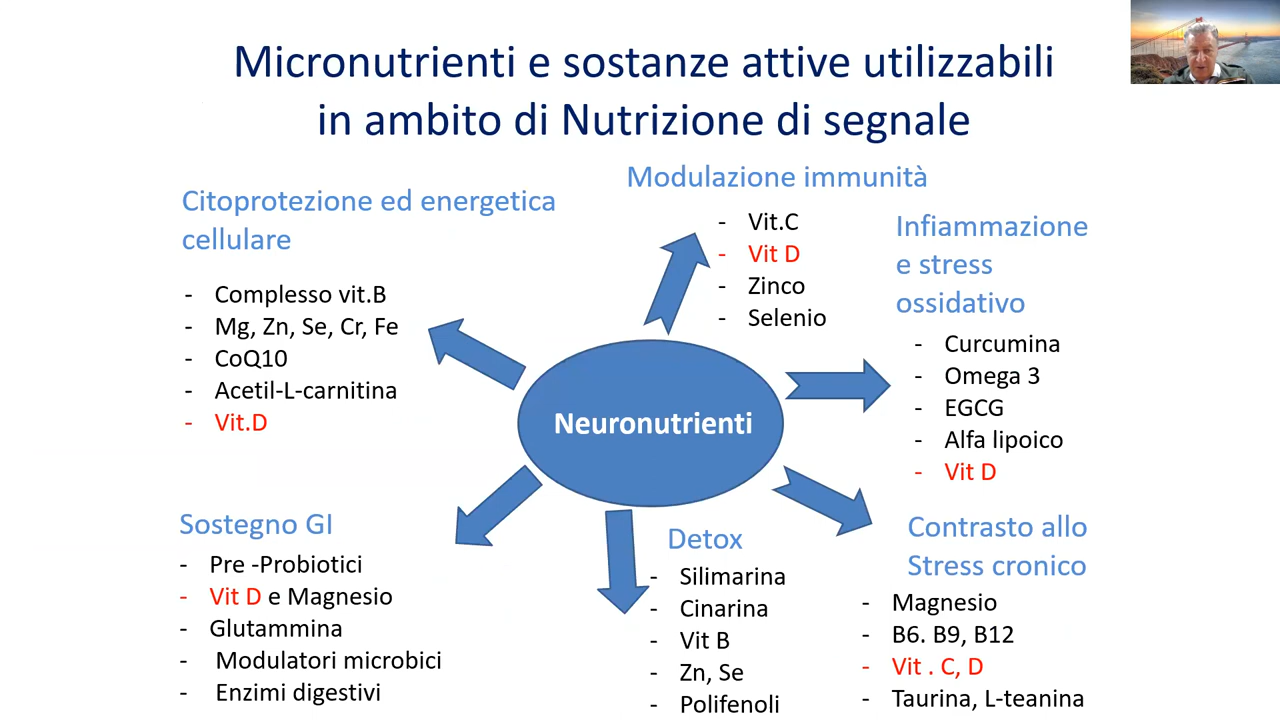 Micronutrienti e sostanze attive utilizzabili
in ambito di Nutrizione di segnale
Citoprotezione ed energetica
cellulare
- Complesso vit.B
- Mg, Zn, Se, Cr, Fe
- CoQ10
- Acetil-L-carnitina
- Vit.D
Modulazione immunità
- Vit.C
- Vit D
- Zinco
- Selenio
Infiammazione
e stress
ossidativo
- Curcumina
- Omega 3
- EGCG
- Alfa lipoico
- Vit D
Neuronutrienti
Sostegno GI
- Pre -Probiotici
- Vit D e Magnesio
- Glutammina
- Modulatori microbici
- Enzimi digestivi
Detox
- Silimarina
- Cinarina
- Vit B
- Zn, Se
- Polifenoli
Contrasto allo
Stress cronico
- Magnesio
- B6. B9, B12
- Vit . C, D
- Taurina, L-teanina